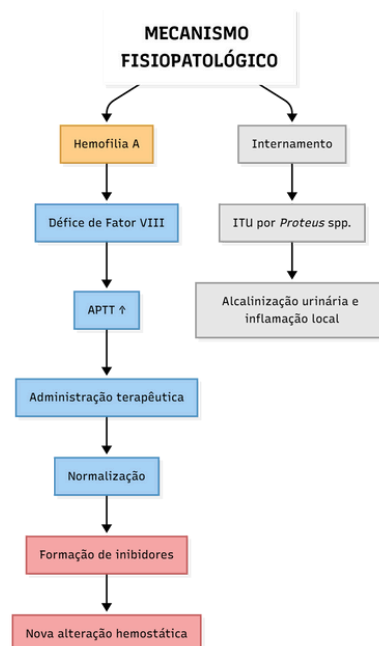 MECANISMO
FISIOPATOLÓGICO
Hemofilia A
Internamento
Défice de Fator VIII
ITU por Proteus spp.
APTT ↑
Alcalinização urinária e
inflamação local
Administração terapêutica
Normalização
Formação de inibidores
Nova alteração hemostática